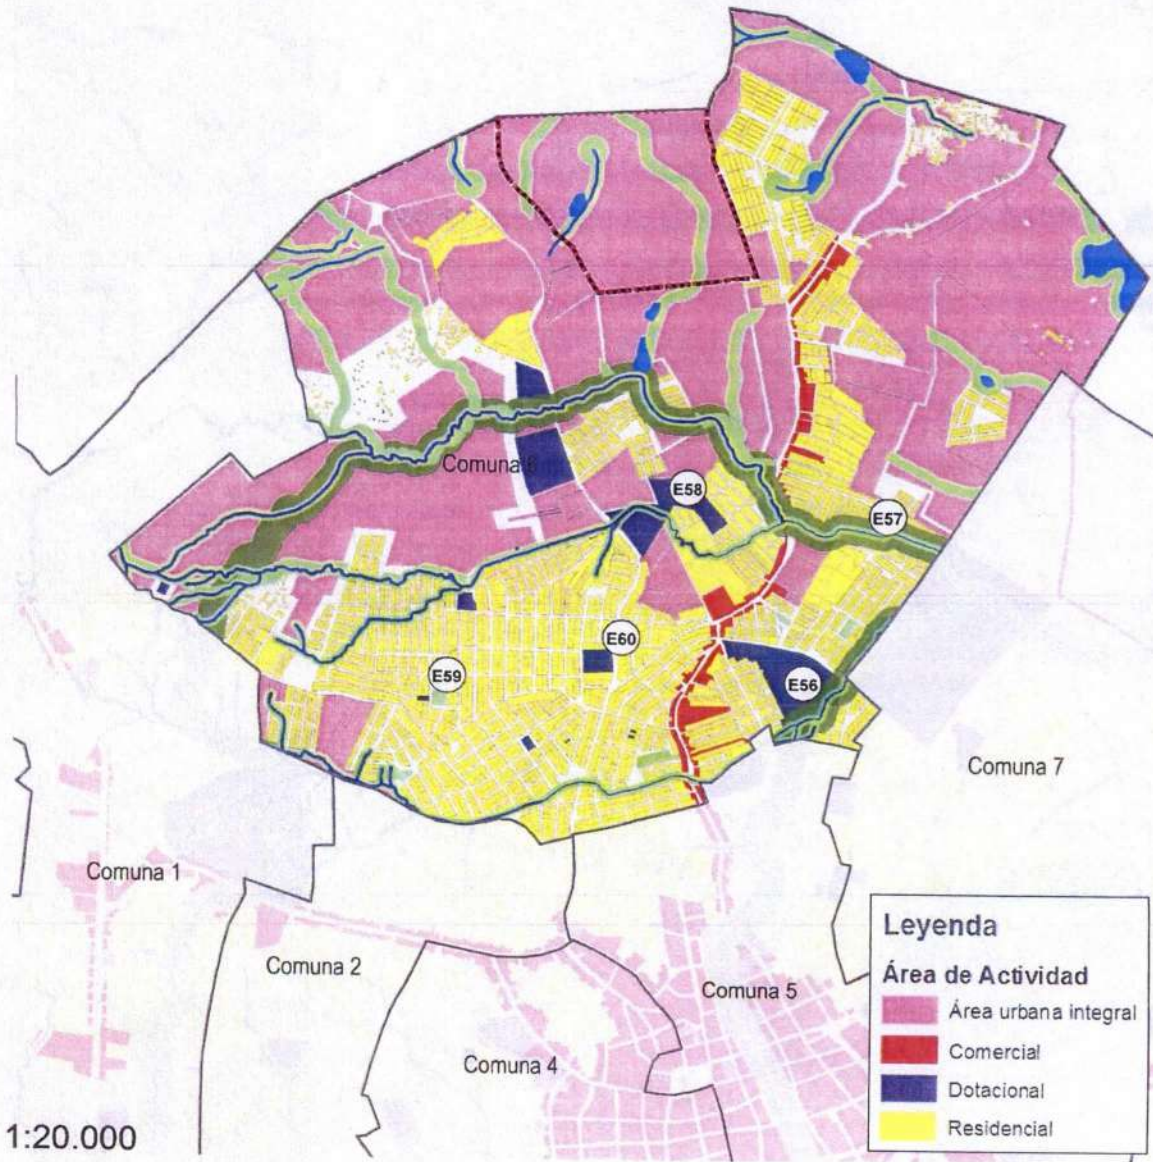 Comuna 6
E58
E57
E60
E59
E56
Comuna 7
Comuna 1
Comuna 2
Comuna 5
Comuna 4
Leyenda
Área de Actividad
Área urbana integral
Comercial
Dotacional
Residencial
1:20.000